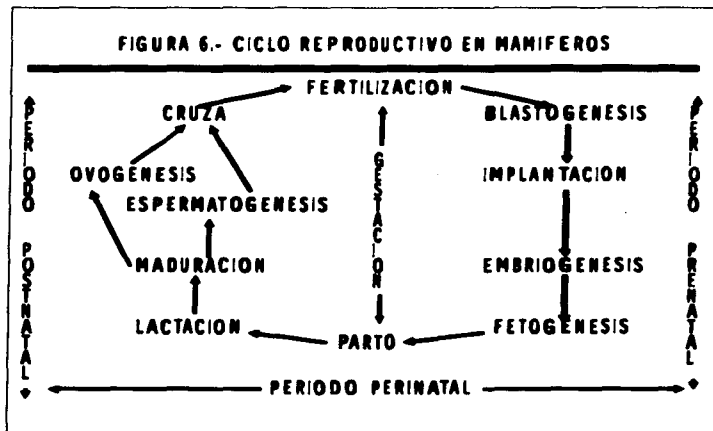 FIGURA 6.- CICLO REPRODUCTIVO EN MAMIFEROS
FERTILIZACION
CRUZA
BLASTOGENESIS
OVOGENESIS
IMPLANTACION
ESPERMATOGENESIS
MADURACION
EMBRIOGENESIS
LACTACION
FETOGENESIS
PARTO
GESTACION
PERIODO POSTNATAL
PERIODO PRENATAL
PERIODO PERINATAL